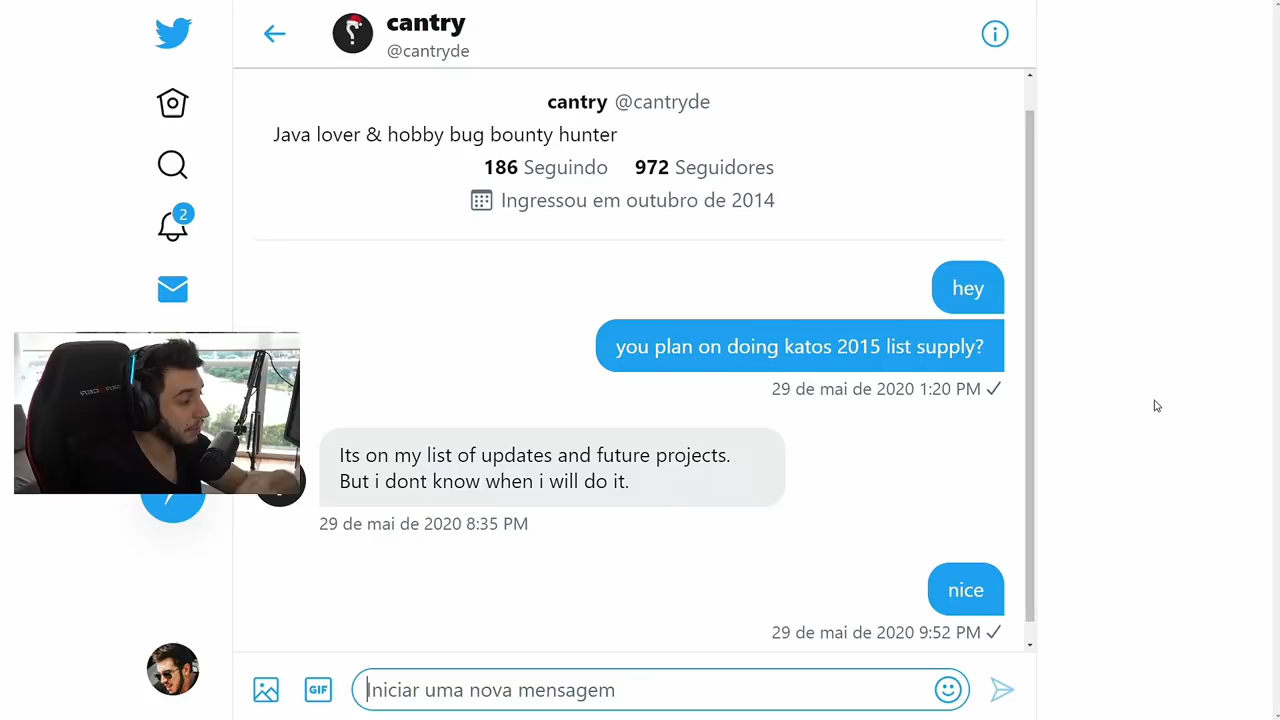 cantry
@cantryde
cantry @cantryde
Java lover & hobby bug bounty hunter
186 Seguindo 972 Seguidores
Ingressou em outubro de 2014
2
hey
you plan on doing katos 2015 list supply?
29 de mai de 2020 1:20 PM
Its on my list of updates and future projects.
But i dont know when i will do it.
29 de mai de 2020 8:35 PM
nice
29 de mai de 2020 9:52 PM
GIF
Iniciar uma nova mensagem